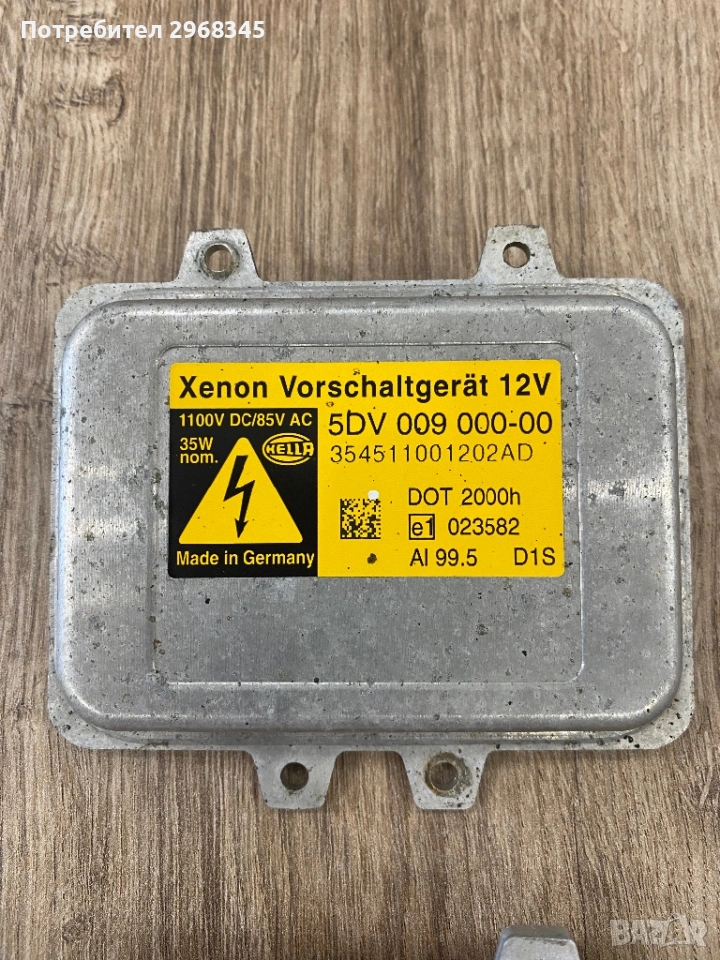 Потребител 2968345
Xenon Vorschaltgerät 12V
1100V DC/85V AC
35W
nom.
HELLA
Made in Germany
5DV 009 000-00
354511001202AD
DOT 2000h
e1 023582
AI 99.5 D1S
BAZAR